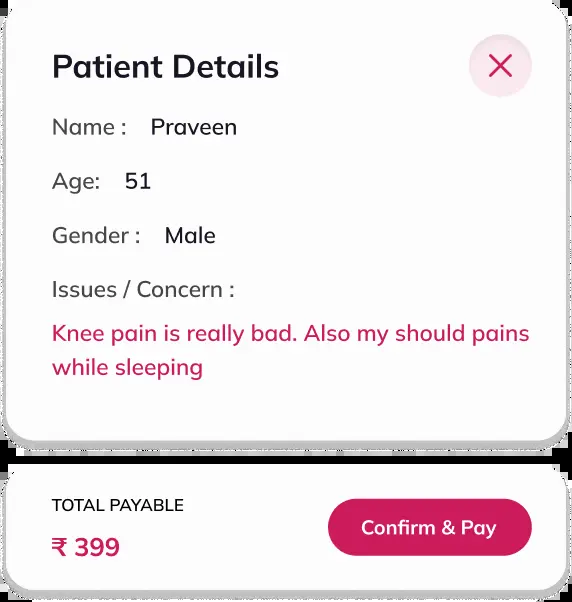 Patient Details
Name : Praveen
Age: 51
Gender : Male
Issues / Concern :
Knee pain is really bad. Also my should pains
while sleeping
TOTAL PAYABLE
₹ 399
Confirm & Pay